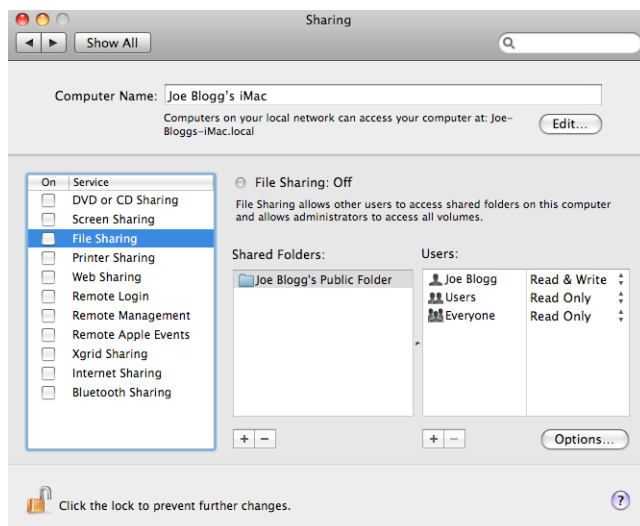 Sharing
Show All
Computer Name: Joe Blogg's iMac
Computers on your local network can access your computer at: Joe-
Bloggs-iMac.local
Edit...
On Service
DVD or CD Sharing
Screen Sharing
File Sharing
Printer Sharing
Web Sharing
Remote Login
Remote Management
Remote Apple Events
Xgrid Sharing
Internet Sharing
Bluetooth Sharing
File Sharing: Off
File Sharing allows other users to access shared folders on this computer
and allows administrators to access all volumes.
Shared Folders:
Joe Blogg's Public Folder
Users:
Joe Blogg Read & Write
Users Read Only
Everyone Read Only
+ − + −
Options...
Click the lock to prevent further changes.
?